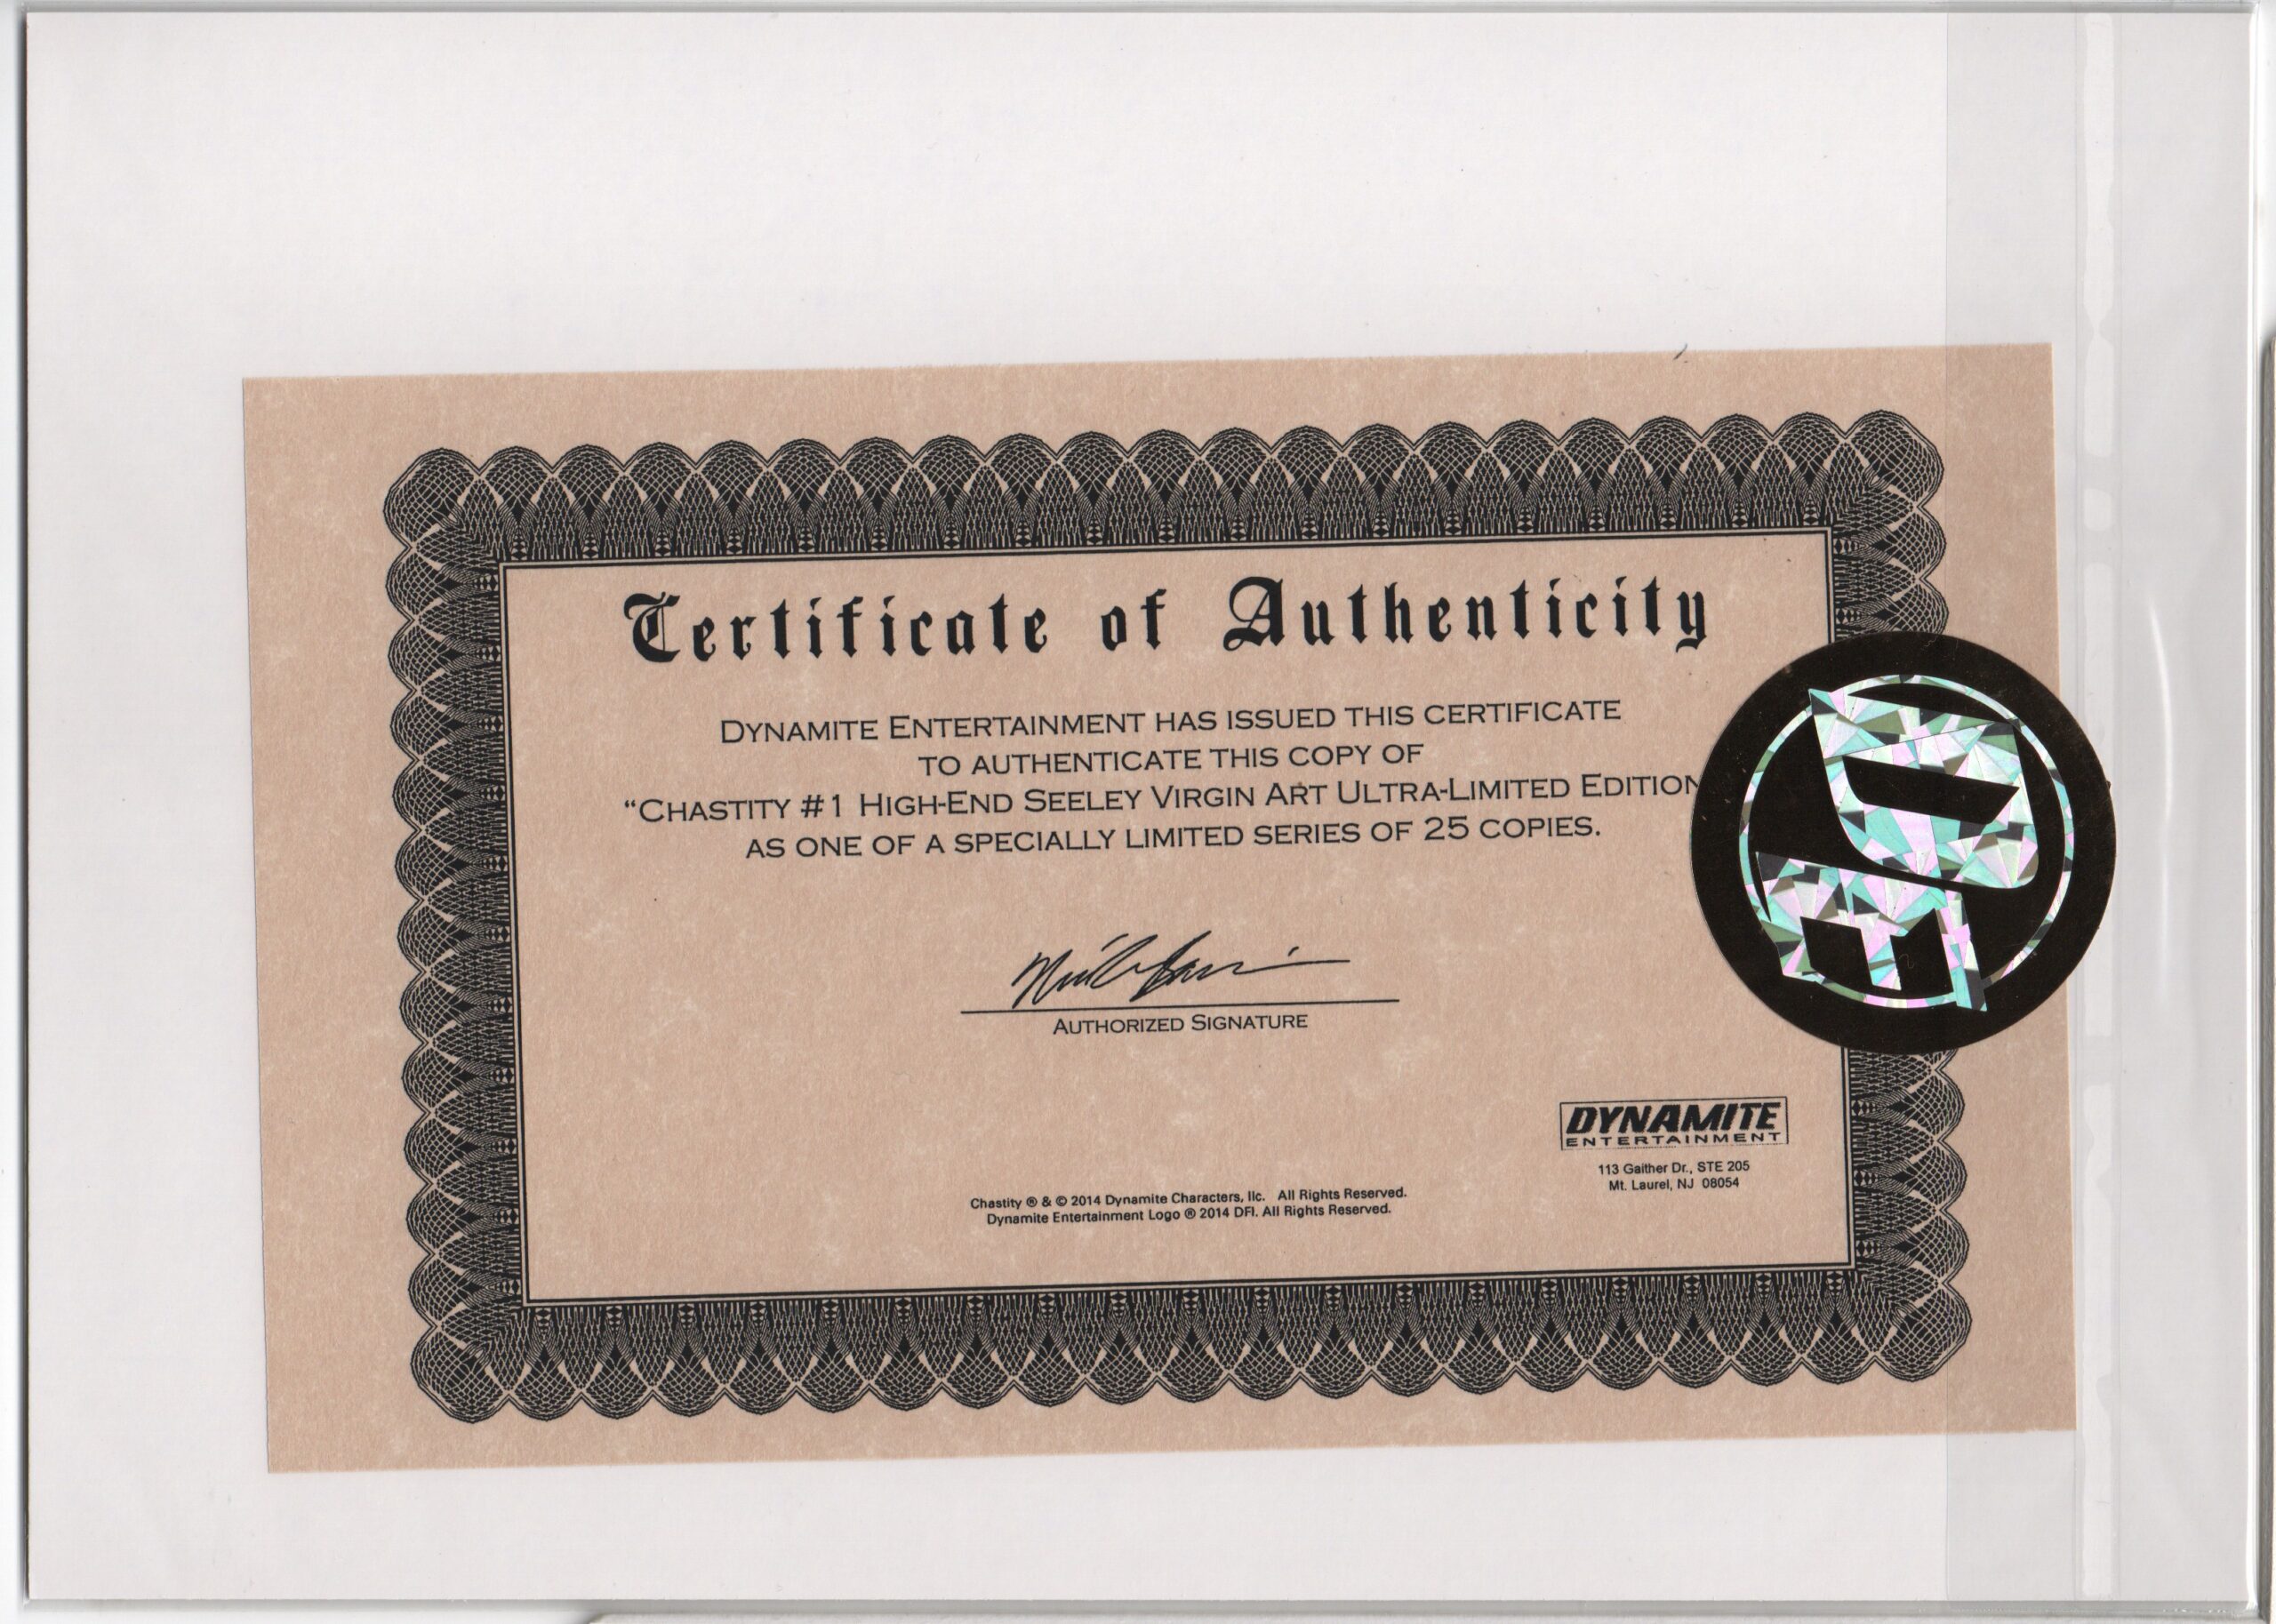 Certificate of Authenticity
DYNAMITE ENTERTAINMENT HAS ISSUED THIS CERTIFICATE
TO AUTHENTICATE THIS COPY OF
“CHASTITY #1 HIGH-END SEELEY VIRGIN ART ULTRA-LIMITED EDITION
AS ONE OF A SPECIALLY LIMITED SERIES OF 25 COPIES.
AUTHORIZED SIGNATURE
DYNAMITE
ENTERTAINMENT
113 Gaither Dr., STE 205
Mt. Laurel, NJ 08054
Chastity ® & © 2014 Dynamite Characters, llc. All Rights Reserved.
Dynamite Entertainment Logo ® 2014 DFI. All Rights Reserved.